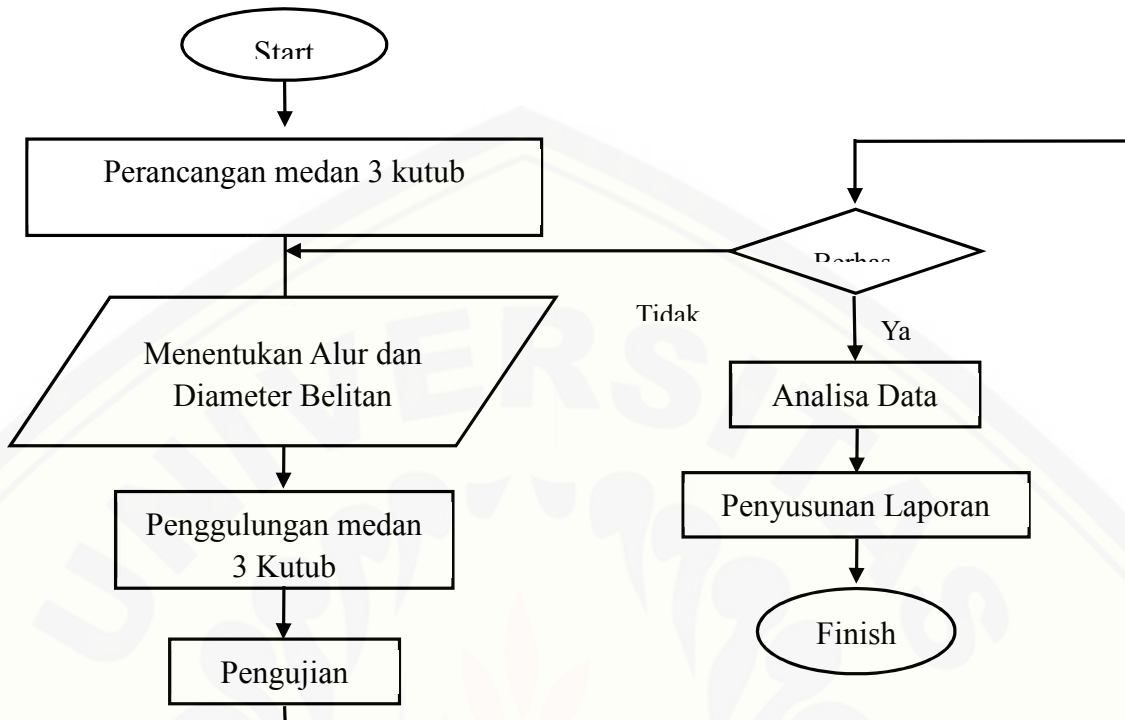 Start
Perancangan medan 3 kutub
Menentukan Alur dan
Diameter Belitan
Penggulungan medan
3 Kutub
Pengujian
Tidak
Ya
Analisa Data
Penyusunan Laporan
Finish
UNIVERSITAS